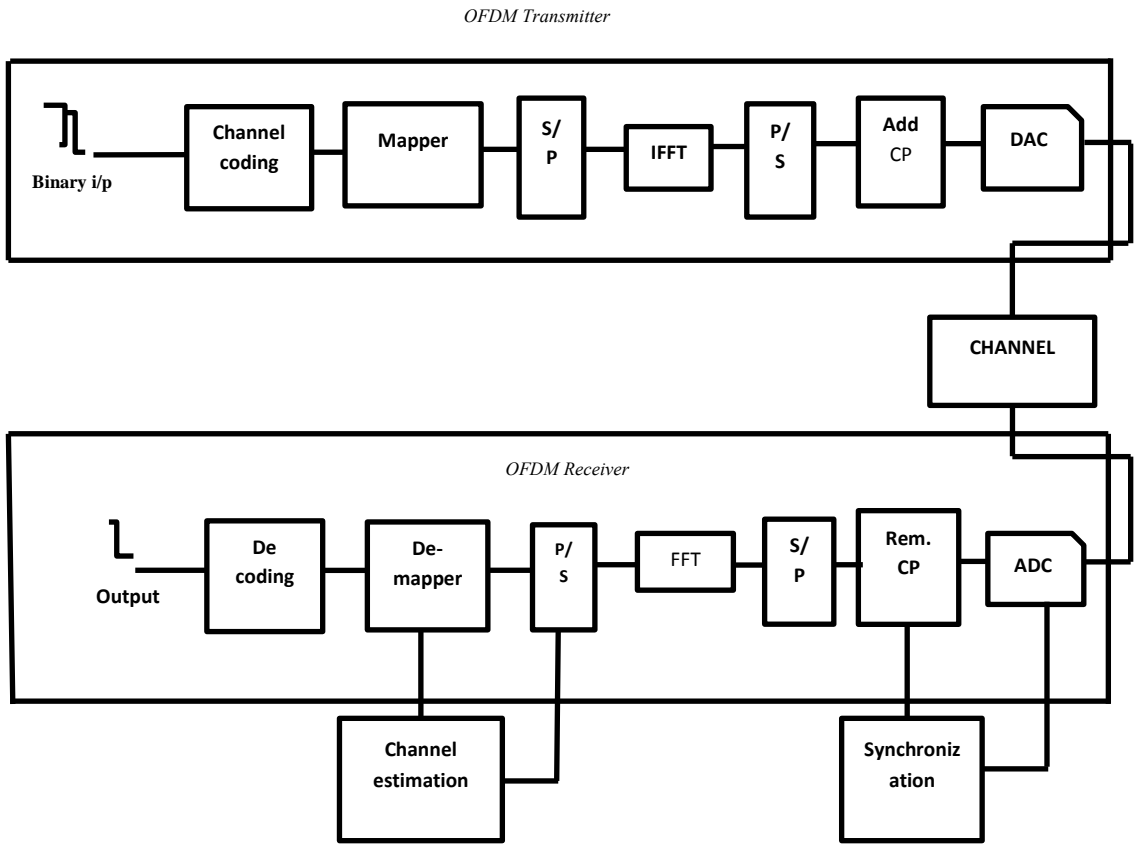 OFDM Transmitter
Binary i/p
Channel
coding
Mapper
S/
P
IFFT
P/
S
Add
CP
DAC
CHANNEL
OFDM Receiver
Output
De
coding
De-
mapper
P/
S
FFT
S/
P
Rem.
CP
ADC
Channel
estimation
Synchroniz
ation